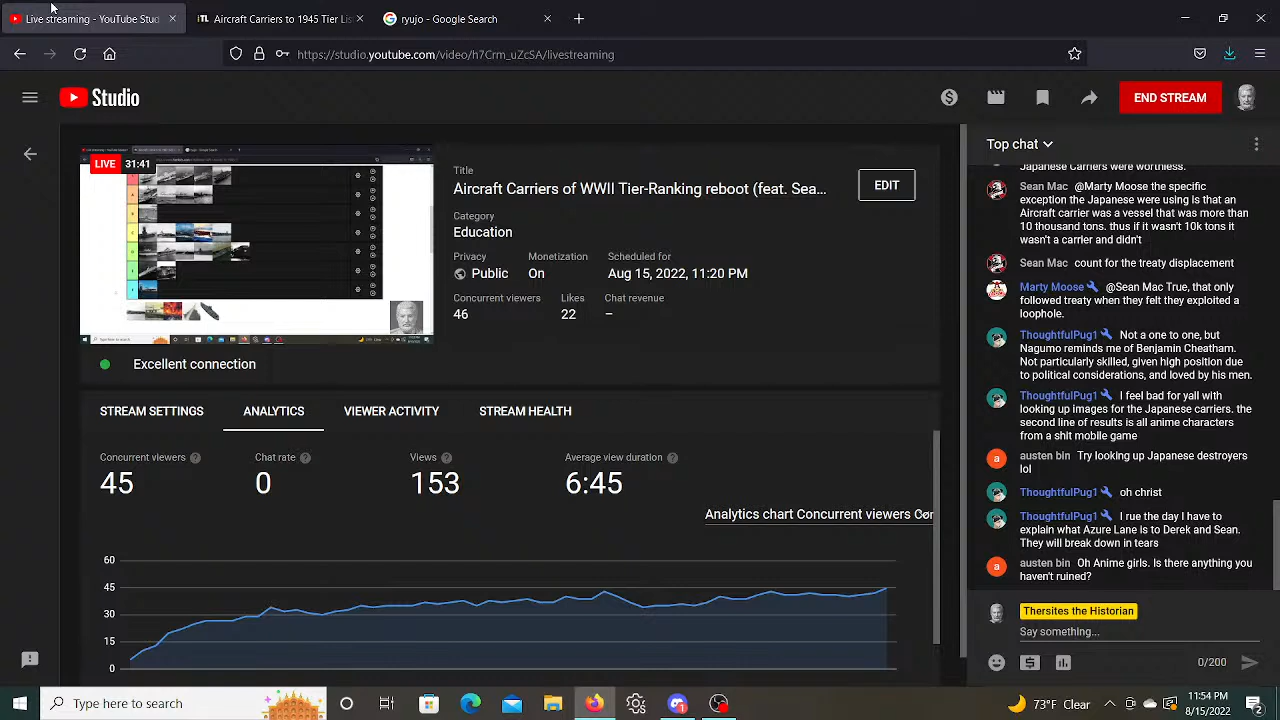 Live streaming - YouTube Stud
Aircraft Carriers to 1945 Tier Lis
ryujo - Google Search
https://studio.youtube.com/video/h7Crm_uZcSA/livestreaming
Studio
END STREAM
LIVE 31:41
Title
Aircraft Carriers of WWII Tier-Ranking reboot (feat. Sea...
EDIT
Category
Education
Privacy
Monetization
Scheduled for
Public
On
Aug 15, 2022, 11:20 PM
Concurrent viewers
Likes
Chat revenue
46
22
–
Excellent connection
STREAM SETTINGS
ANALYTICS
VIEWER ACTIVITY
STREAM HEALTH
Concurrent viewers
Chat rate
Views
Average view duration
45
0
153
6:45
Analytics chart Concurrent viewers Con
60
45
30
15
0
Top chat
Japanese Carriers were worthless.
Sean Mac @Marty Moose the specific
exception the Japanese were using is that an
Aircraft carrier was a vessel that was more than
10 thousand tons. thus if it wasn't 10k tons it
wasn't a carrier and didn't
Sean Mac count for the treaty displacement
Marty Moose @Sean Mac True, that only
followed treaty when they felt they exploited a
loophole.
ThoughtfulPug1 Not a one to one, but
Nagumo reminds me of Benjamin Cheatham.
Not particularly skilled, given high position due
to political considerations, and loved by his men.
ThoughtfulPug1 I feel bad for yall with
looking up images for the Japanese carriers. the
second line of results is all anime characters
from a shit mobile game
austen bin Try looking up Japanese destroyers
lol
ThoughtfulPug1 oh christ
ThoughtfulPug1 I rue the day I have to
explain what Azure Lane is to Derek and Sean.
They will break down in tears
austen bin Oh Anime girls. Is there anything you
haven't ruined?
Thersites the Historian
Say something...
0/200
Type here to search
73°F Clear
11:54 PM
8/15/2022
2